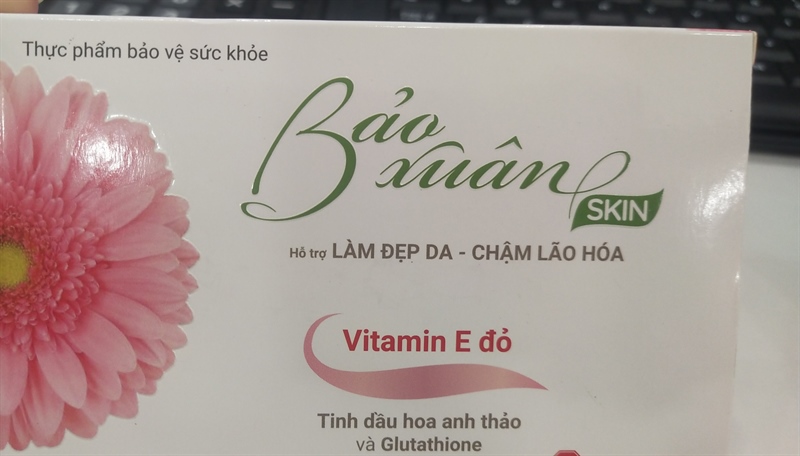 Thực phẩm bảo vệ sức khỏe
Bảo
xuân
SKIN
Hỗ trợ LÀM ĐẸP DA - CHẬM LÃO HÓA
Vitamin E đỏ
Tinh dầu hoa anh thảo
và Glutathione